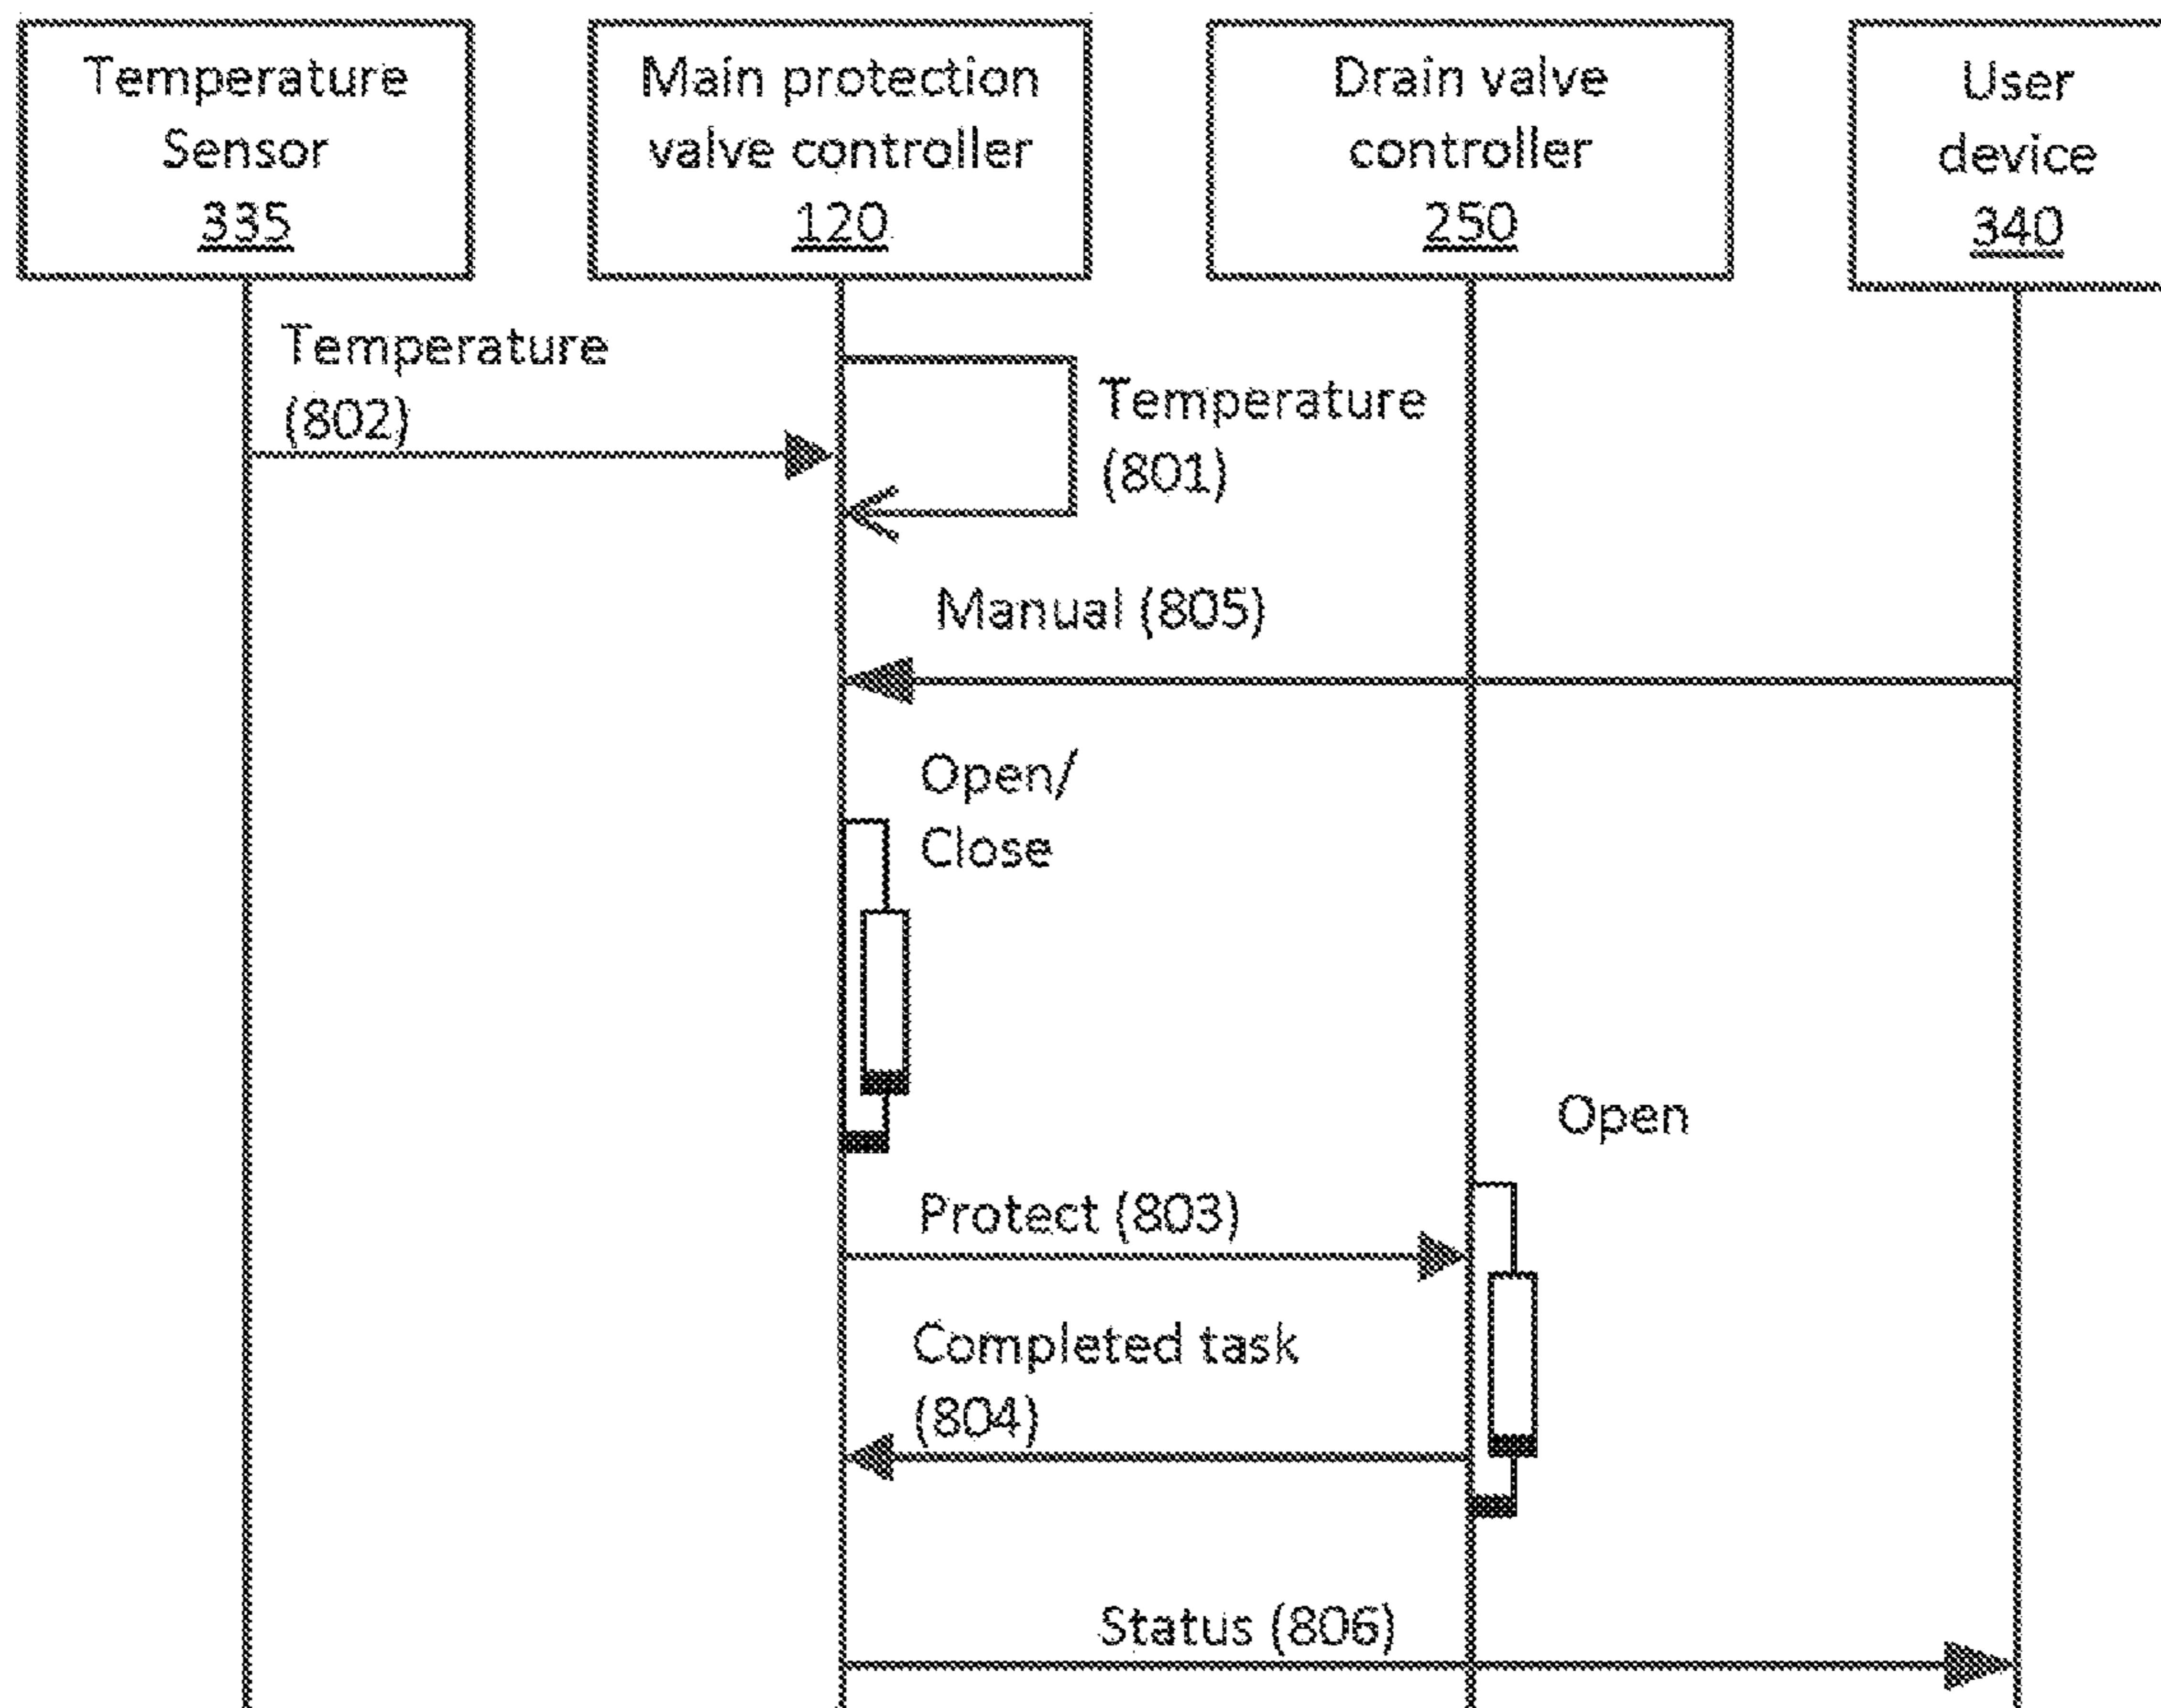 Temperature
Sensor
335
Main protection
valve controller
120
Drain valve
controller
250
User
device
340
Temperature
(802)
Temperature
(801)
Manual (805)
Open/
Close
Open
Protect (803)
Completed task
(804)
Status (806)